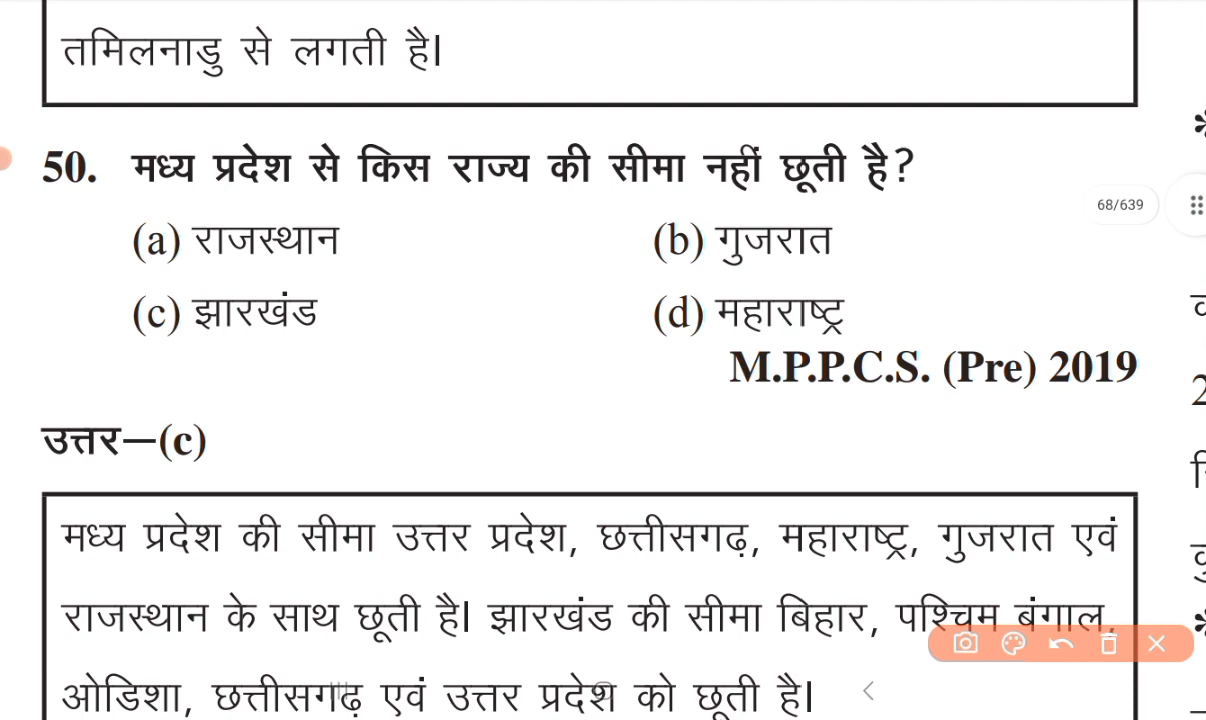 तमिलनाडु से लगती है।
50. मध्य प्रदेश से किस राज्य की सीमा नहीं छूती है?
68/639
(a) राजस्थान (b) गुजरात
(c) झारखंड (d) महाराष्ट्र
M.P.P.C.S. (Pre) 2019
उत्तर—(c)
मध्य प्रदेश की सीमा उत्तर प्रदेश, छत्तीसगढ़, महाराष्ट्र, गुजरात एवं
राजस्थान के साथ छूती है। झारखंड की सीमा बिहार, पश्चिम बंगाल,
ओडिशा, छत्तीसगढ़ एवं उत्तर प्रदेश को छूती है।